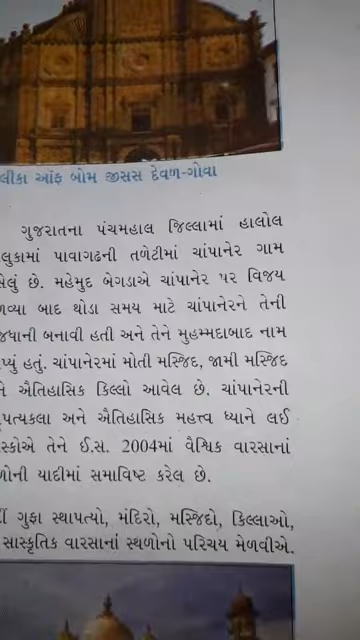 લીકા ઑફ બોમ જીસસ દેવળ-ગોવા
ગુજરાતના પંચમહાલ જિલ્લામાં હાલોલ
લુકામાં પાવાગઢની તળેટીમાં ચાંપાનેર ગામ
સેલું છે. મહેમુદ બેગડાએ ચાંપાનેર પર વિજય
ળવ્યા બાદ થોડા સમય માટે ચાંપાનેરને તેની
જધાની બનાવી હતી અને તેને મુહમ્મદાબાદ નામ
પ્યું હતું. ચાંપાનેરમાં મોતી મસ્જિદ, જામી મસ્જિદ
ને ઐતિહાસિક કિલ્લો આવેલ છે. ચાંપાનેરની
પત્યકલા અને ઐતિહાસિક મહત્ત્વ ધ્યાને લઈ
સ્કોએ તેને ઈ.સ. 2004માં વૈશ્વિક વારસાનાં
ળોની યાદીમાં સમાવિષ્ટ કરેલ છે.
ગુફા સ્થાપત્યો, મંદિરો, મસ્જિદો, કિલ્લાઓ,
સાંસ્કૃતિક વારસાનાં સ્થળોનો પરિચય મેળવીએ.